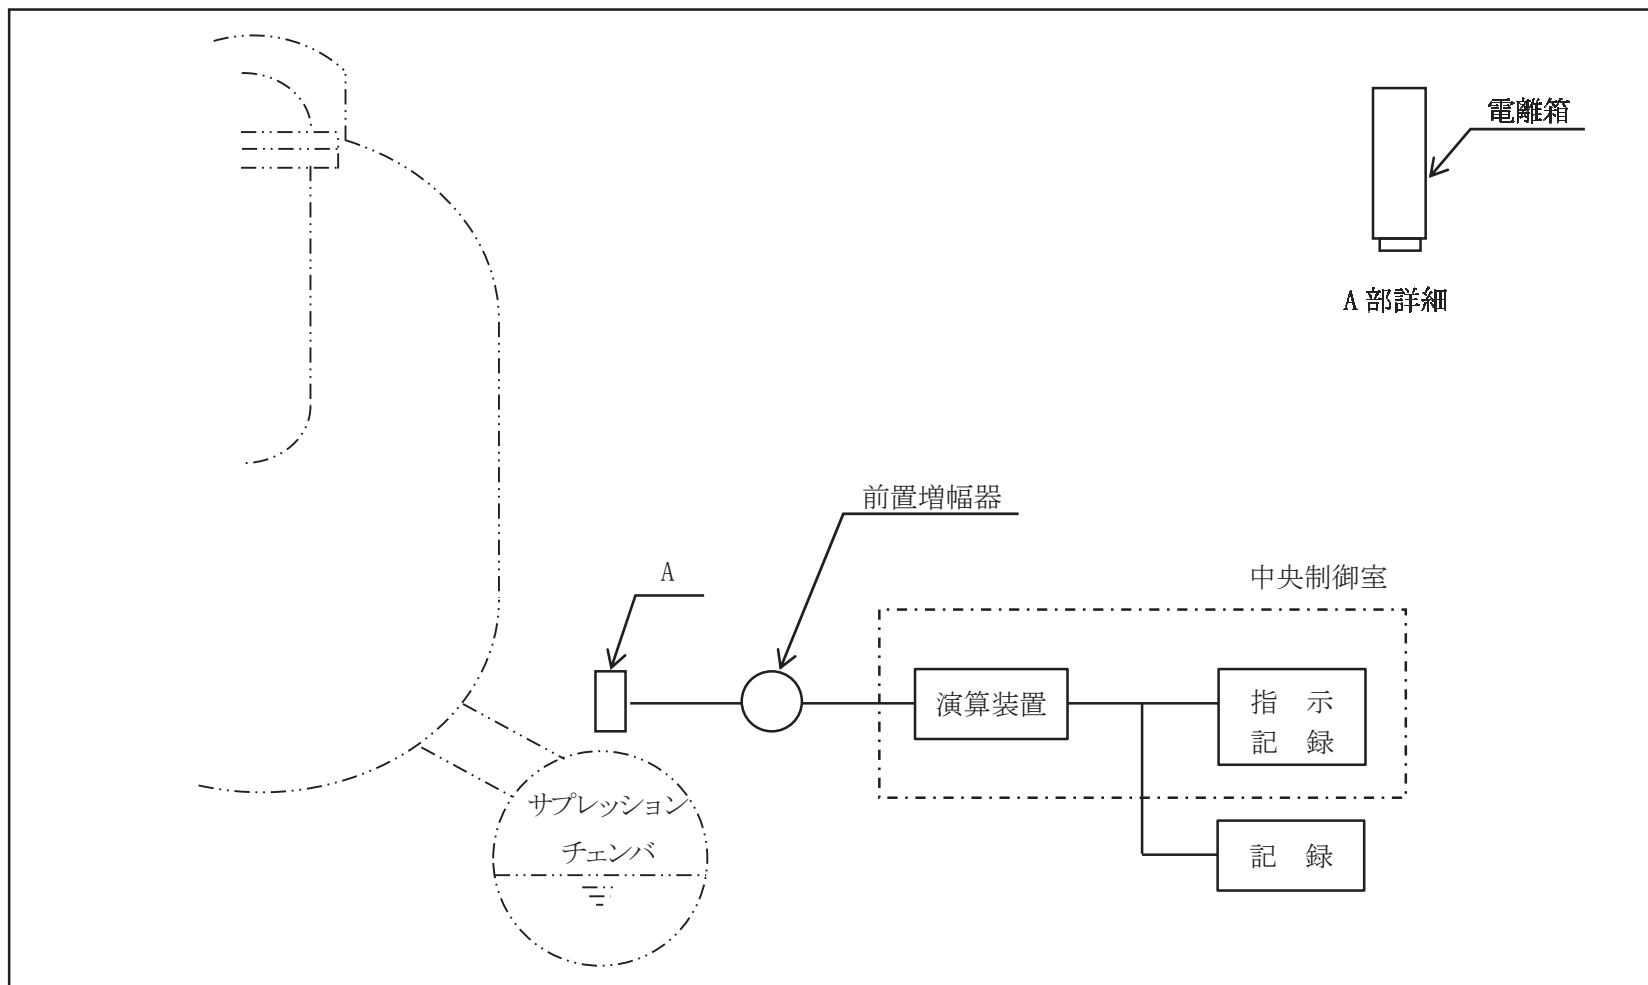 電離箱
A 部詳細
前置増幅器
A
中央制御室
演算装置
指　示
記　録
サプレッション
チェンバ
記　録